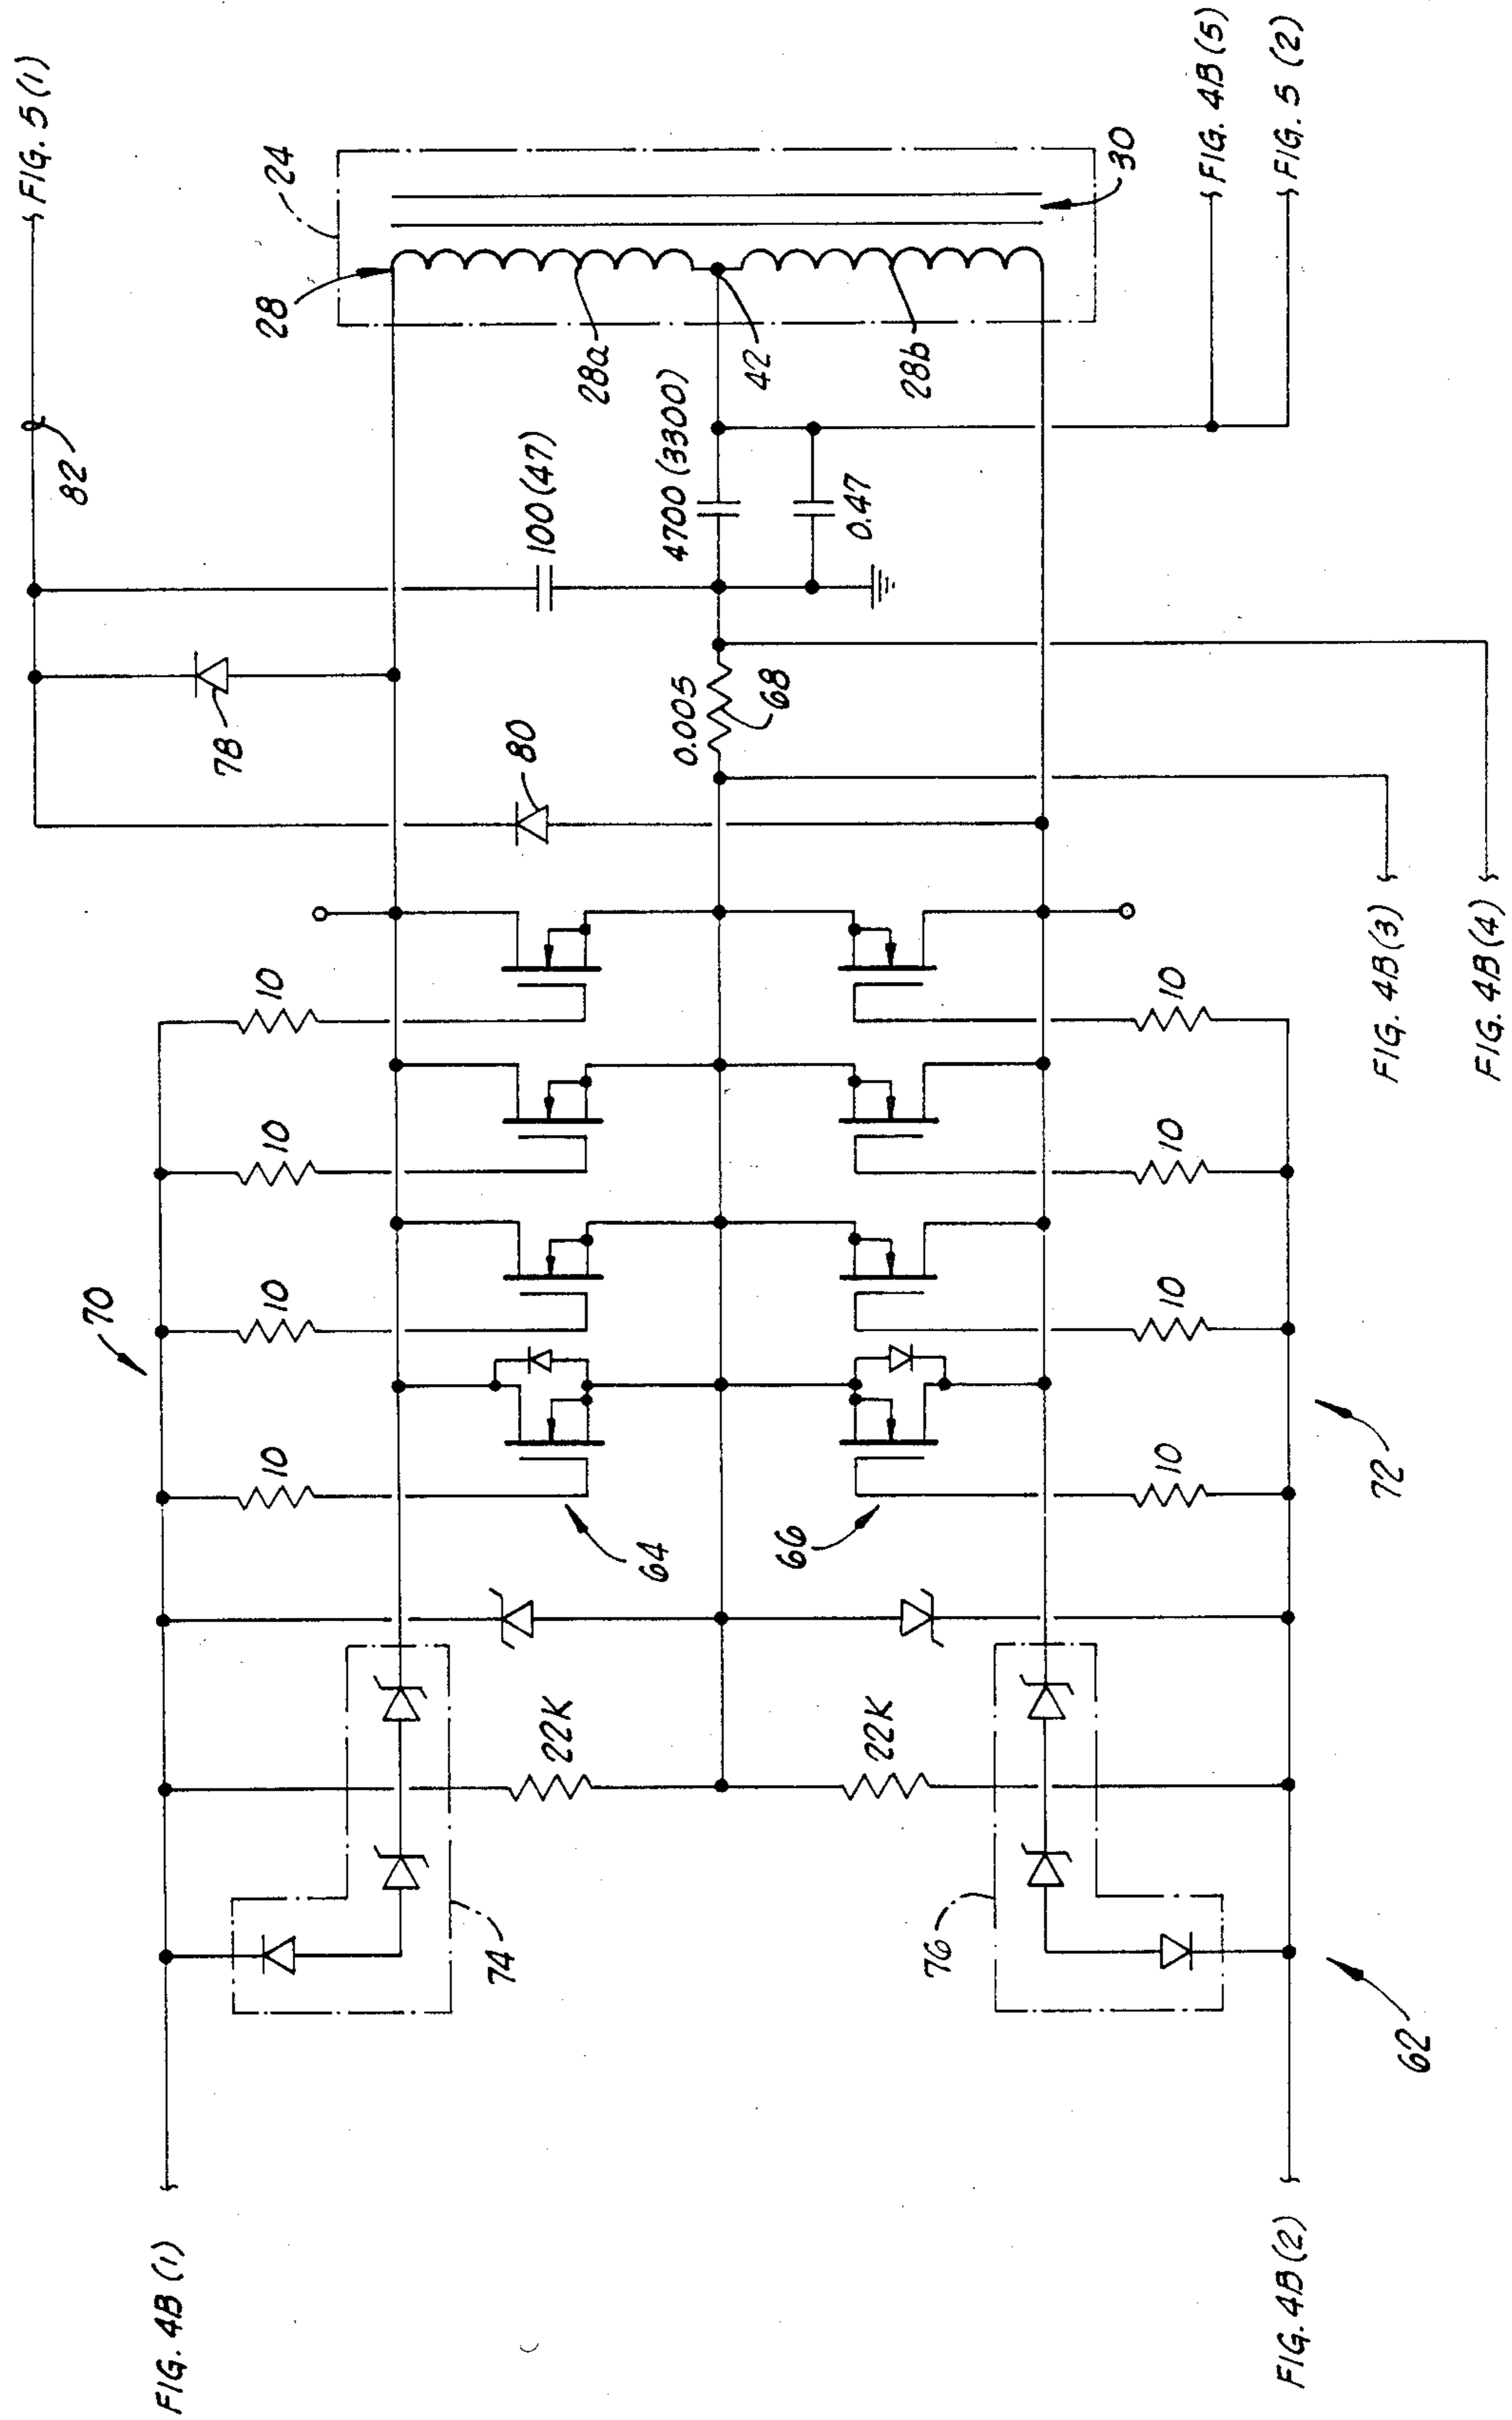 FIG. 5 (1)
FIG. 4B (5)
FIG. 5 (2)
24
30
28
28a
42
28b
82
100 (47)
4700 (3300)
0.47
78
80
0.005
68
FIG. 4B (3)
FIG. 4B (4)
10
10
10
10
10
10
10
10
70
72
64
66
22K
22K
74
76
62
FIG. 4B (1)
FIG. 4B (2)